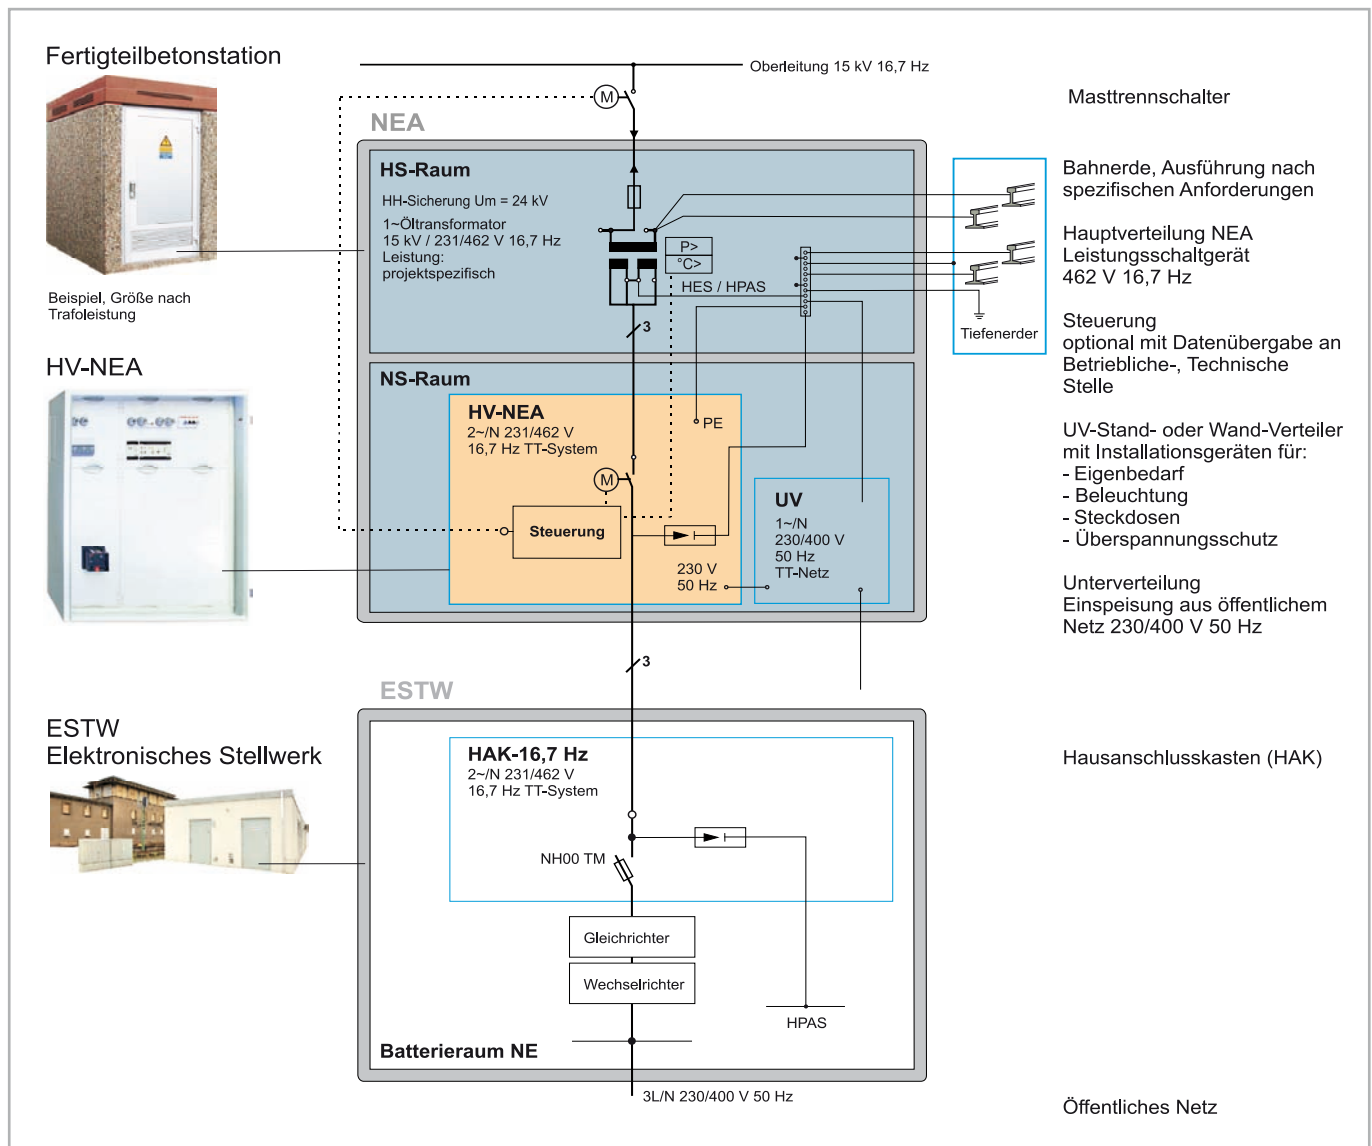 Fertigteilbetonstation
Beispiel, Größe nach
Trafoleistung
HV-NEA
ESTW
Elektronisches Stellwerk
Oberleitung 15 kV 16,7 Hz
M
NEA
HS-Raum
HH-Sicherung Um = 24 kV
1~Öltransformator
15 kV / 231/462 V 16,7 Hz
Leistung:
projektspezifisch
P>
°C>
HES / HPAS
3
Tiefenerder
NS-Raum
HV-NEA
2~/N 231/462 V
16,7 Hz TT-System
PE
M
Steuerung
230 V
50 Hz
UV
1~/N
230/400 V
50 Hz
TT-Netz
3
ESTW
HAK-16,7 Hz
2~/N 231/462 V
16,7 Hz TT-System
NH00 TM
Gleichrichter
Wechselrichter
HPAS
Batterieraum NE
3L/N 230/400 V 50 Hz
Masttrennschalter
Bahnerde, Ausführung nach
spezifischen Anforderungen
Hauptverteilung NEA
Leistungsschaltgerät
462 V 16,7 Hz
Steuerung
optional mit Datenübergabe an
Betriebliche-, Technische
Stelle
UV-Stand- oder Wand-Verteiler
mit Installationsgeräten für:
- Eigenbedarf
- Beleuchtung
- Steckdosen
- Überspannungsschutz
Unterverteilung
Einspeisung aus öffentlichem
Netz 230/400 V 50 Hz
Hausanschlusskasten (HAK)
Öffentliches Netz